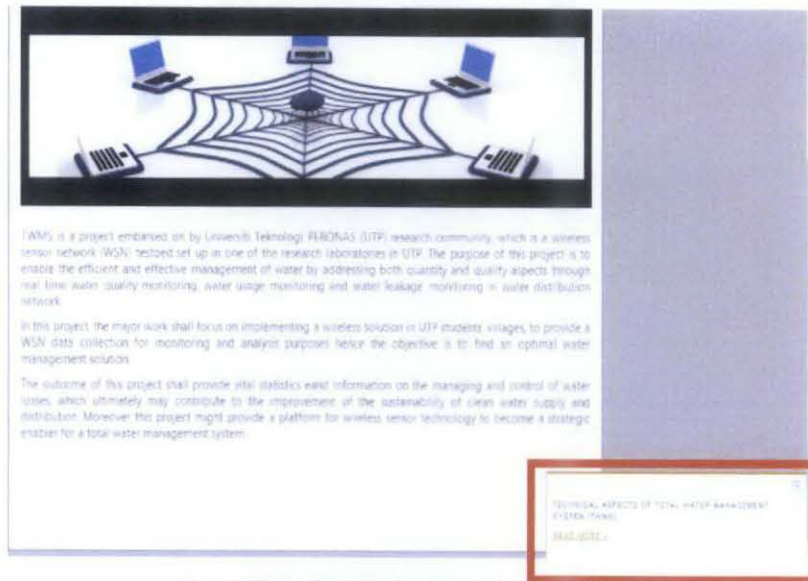 TWMS is a project embarked on by Universiti Teknologi PERONAS (UTP) research community, which is a wireless
sensor network (WSN) testbed set up in one of the research laboratories in UTP. The purpose of this project is to
enable the efficient and effective management of water by addressing both quantity and quality aspects through
real time water quality monitoring, water usage monitoring and water leakage monitoring in water distribution
network.
In this project, the major work shall focus on implementing a wireless solution in UTP students' villages, to provide a
WSN data collection for monitoring and analysis purposes hence the objective is to find an optimal water
management solution.
The outcome of this project shall provide vital statistics eand information on the managing and control of water
losses, which ultimately may contribute to the improvement of the sustainability of clean water supply and
distribution. Moreover this project might provide a platform for wireless sensor technology to become a strategic
enabler for a total water management system.
TECHNICAL ASPECTS OF TOTAL WATER MANAGEMENT
SYSTEM (TWMS)
READ MORE